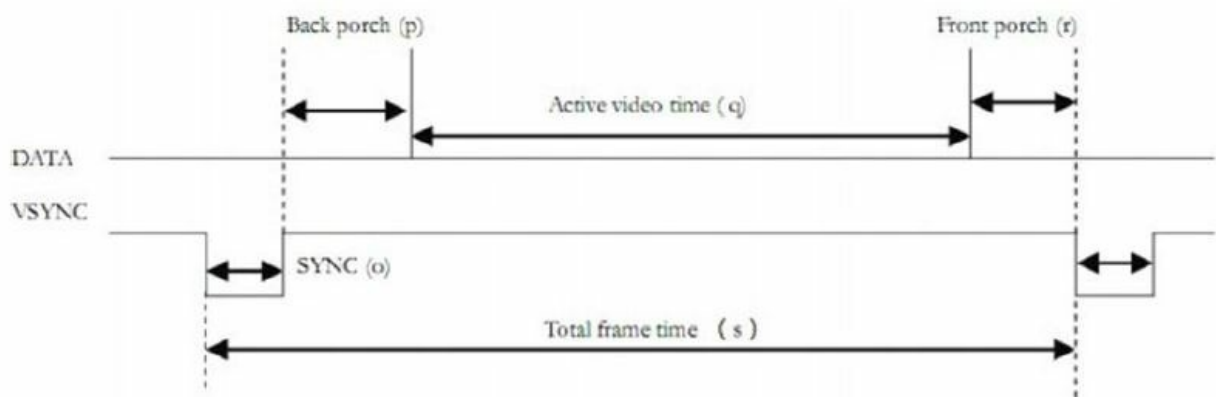 Back porch (p)
Front porch (r)
Active video time ( q )
DATA
VSYNC
SYNC (o)
Total frame time ( s )